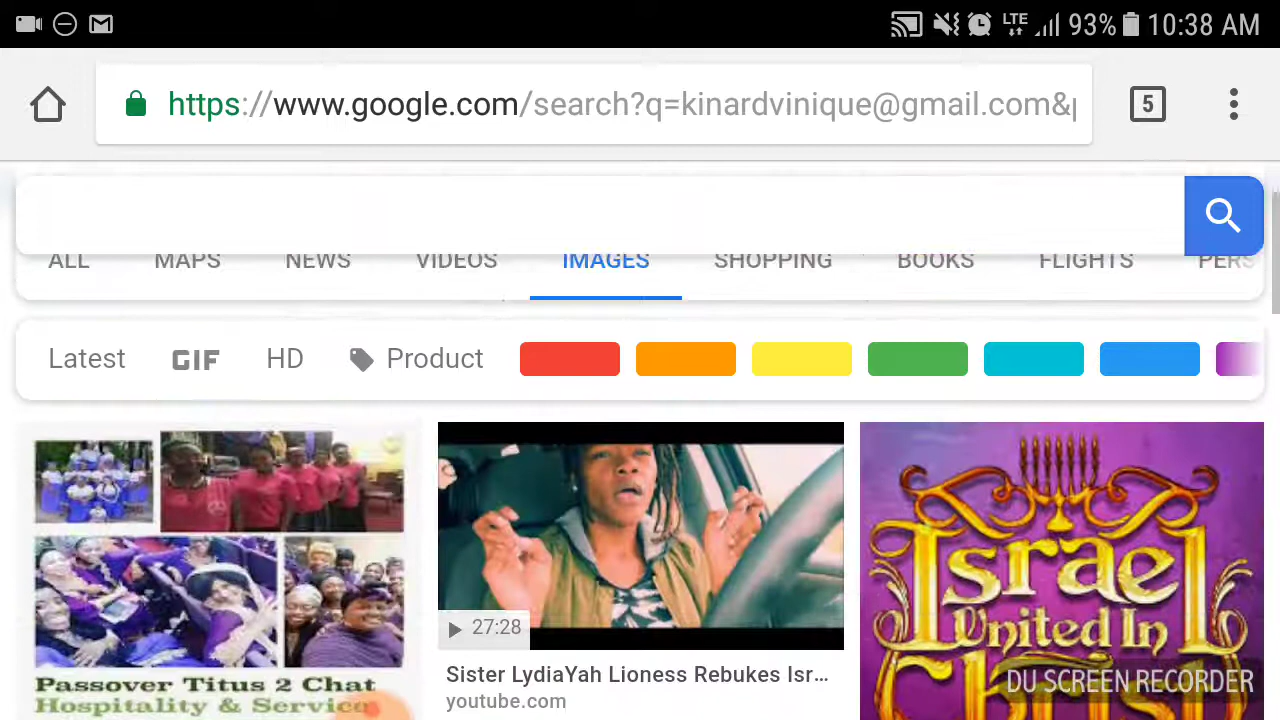 LTE 93% 10:38 AM
https://www.google.com/search?q=kinardvinique@gmail.com&
5
ALL MAPS NEWS VIDEOS IMAGES SHOPPING BOOKS FLIGHTS PERS
Latest GIF HD Product
27:28
Passover Titus 2 Chat
Hospitality & Service
Sister LydiaYah Lioness Rebukes Isr...
youtube.com
Israel
United In
Christ
DU SCREEN RECORDER